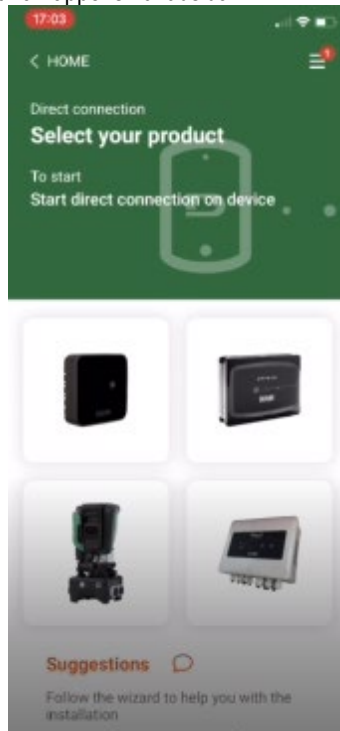 17:03
< HOME
1
Direct connection
Select your product
To start
Start direct connection on device
Suggestions
Follow the wizard to help you with the
installation